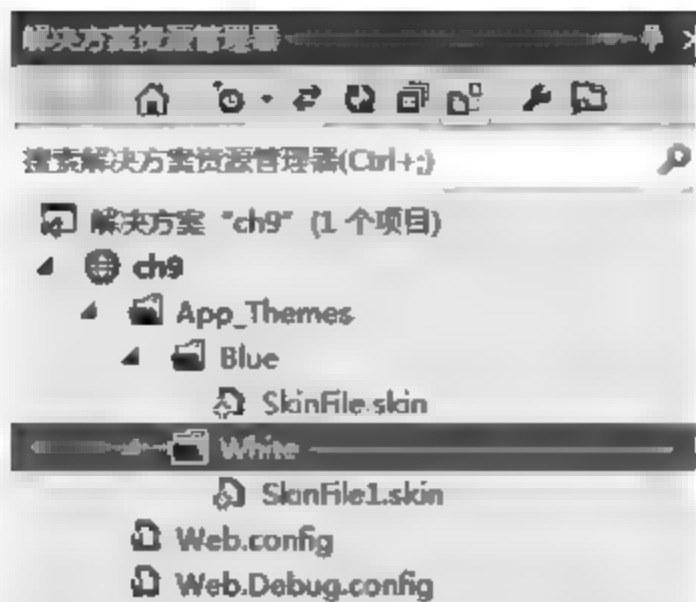 解决方案资源管理器
搜索解决方案资源管理器(Ctrl+;)
解决方案 "ch9" (1 个项目)
ch9
App_Themes
Blue
SkinFile.skin
White
SkinFile1.skin
Web.config
Web.Debug.config